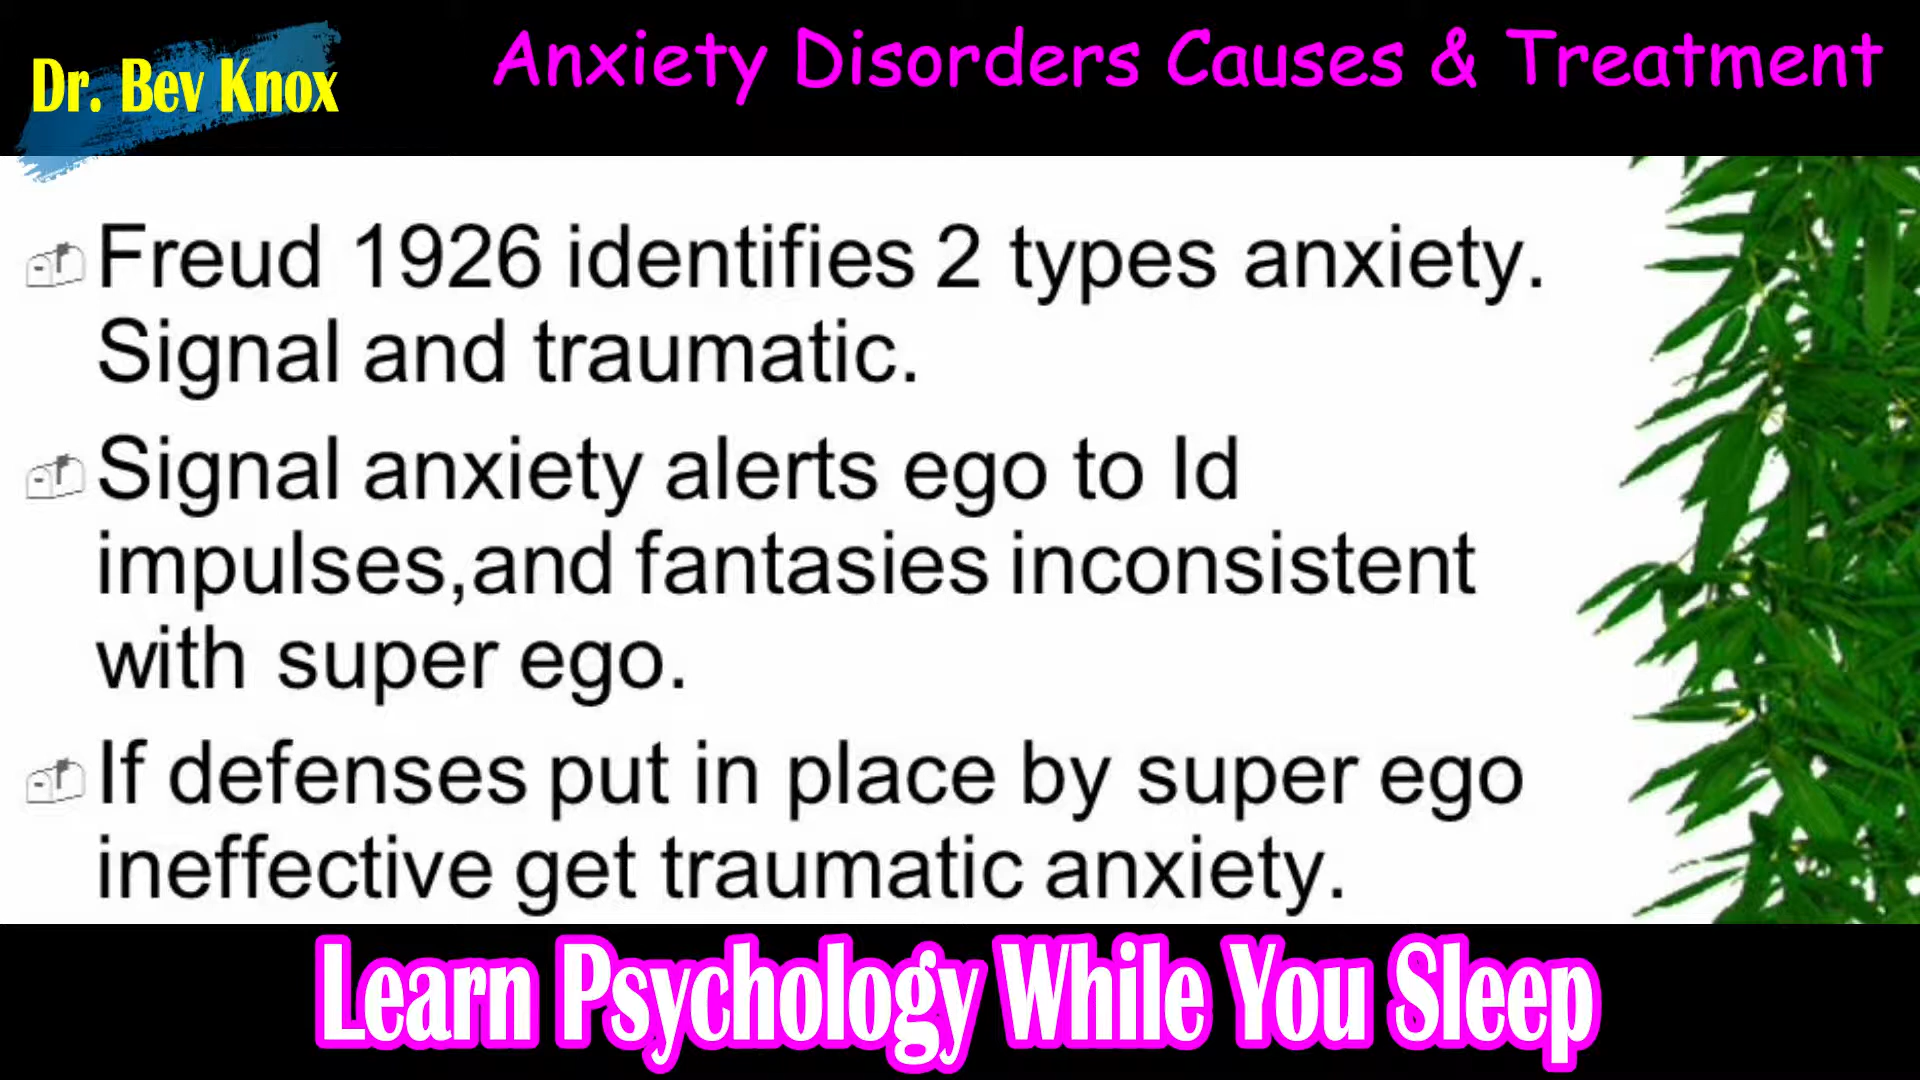 Dr. Bev Knox
Anxiety Disorders Causes & Treatment
Freud 1926 identifies 2 types anxiety.
Signal and traumatic.
Signal anxiety alerts ego to Id
impulses,and fantasies inconsistent
with super ego.
If defenses put in place by super ego
ineffective get traumatic anxiety.
Learn Psychology While You Sleep